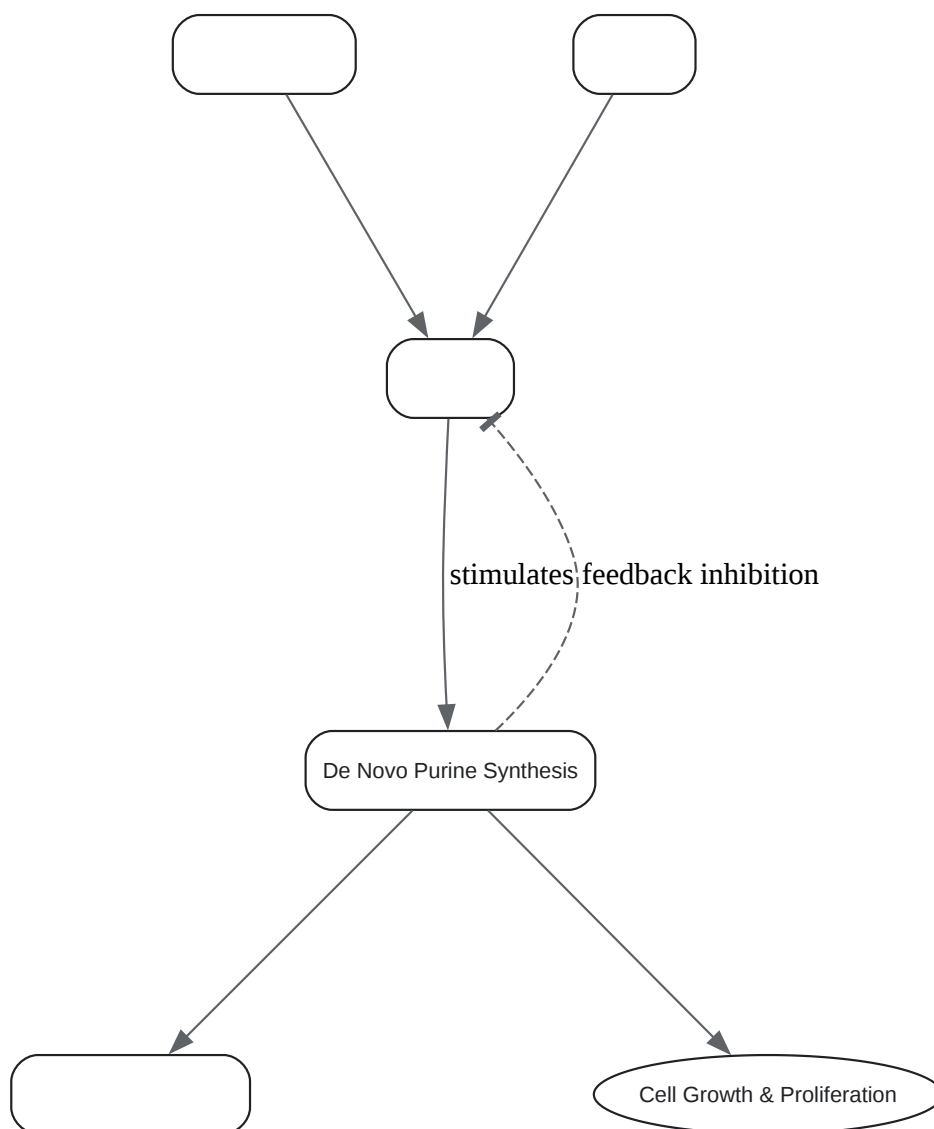 stimulates feedback inhibition
De Novo Purine Synthesis
Cell Growth & Proliferation